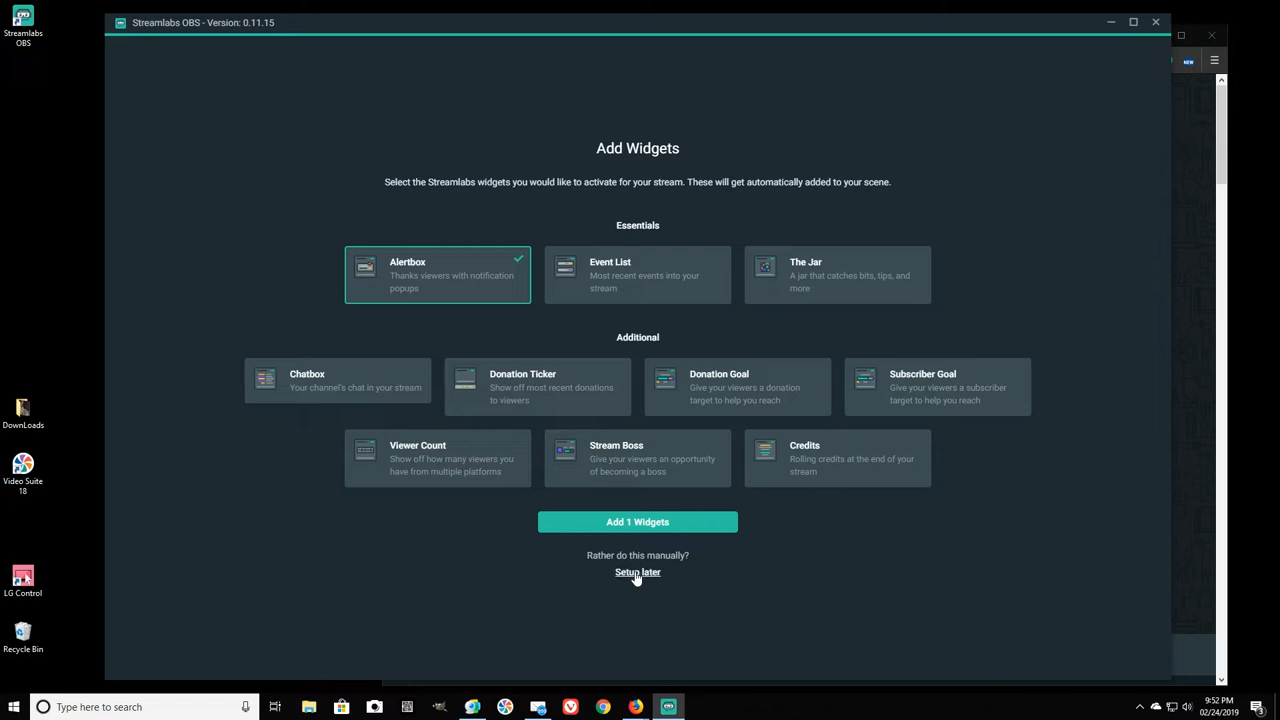 Streamlabs OBS - Version: 0.11.15
Streamlabs
OBS
NEW
Add Widgets
Select the Streamlabs widgets you would like to activate for your stream. These will get automatically added to your scene.
Essentials
Alertbox
Thanks viewers with notification
popups
Event List
Most recent events into your
stream
The Jar
A jar that catches bits, tips, and
more
Additional
Chatbox
Your channel's chat in your stream
Donation Ticker
Show off most recent donations
to viewers
Donation Goal
Give your viewers a donation
target to help you reach
Subscriber Goal
Give your viewers a subscriber
target to help you reach
Viewer Count
Show off how many viewers you
have from multiple platforms
Stream Boss
Give your viewers an opportunity
of becoming a boss
Credits
Rolling credits at the end of your
stream
Add 1 Widgets
Rather do this manually?
Setup later
DownLoads
Video Suite
18
LG Control
Recycle Bin
Type here to search
9:52 PM
02/24/2019
3